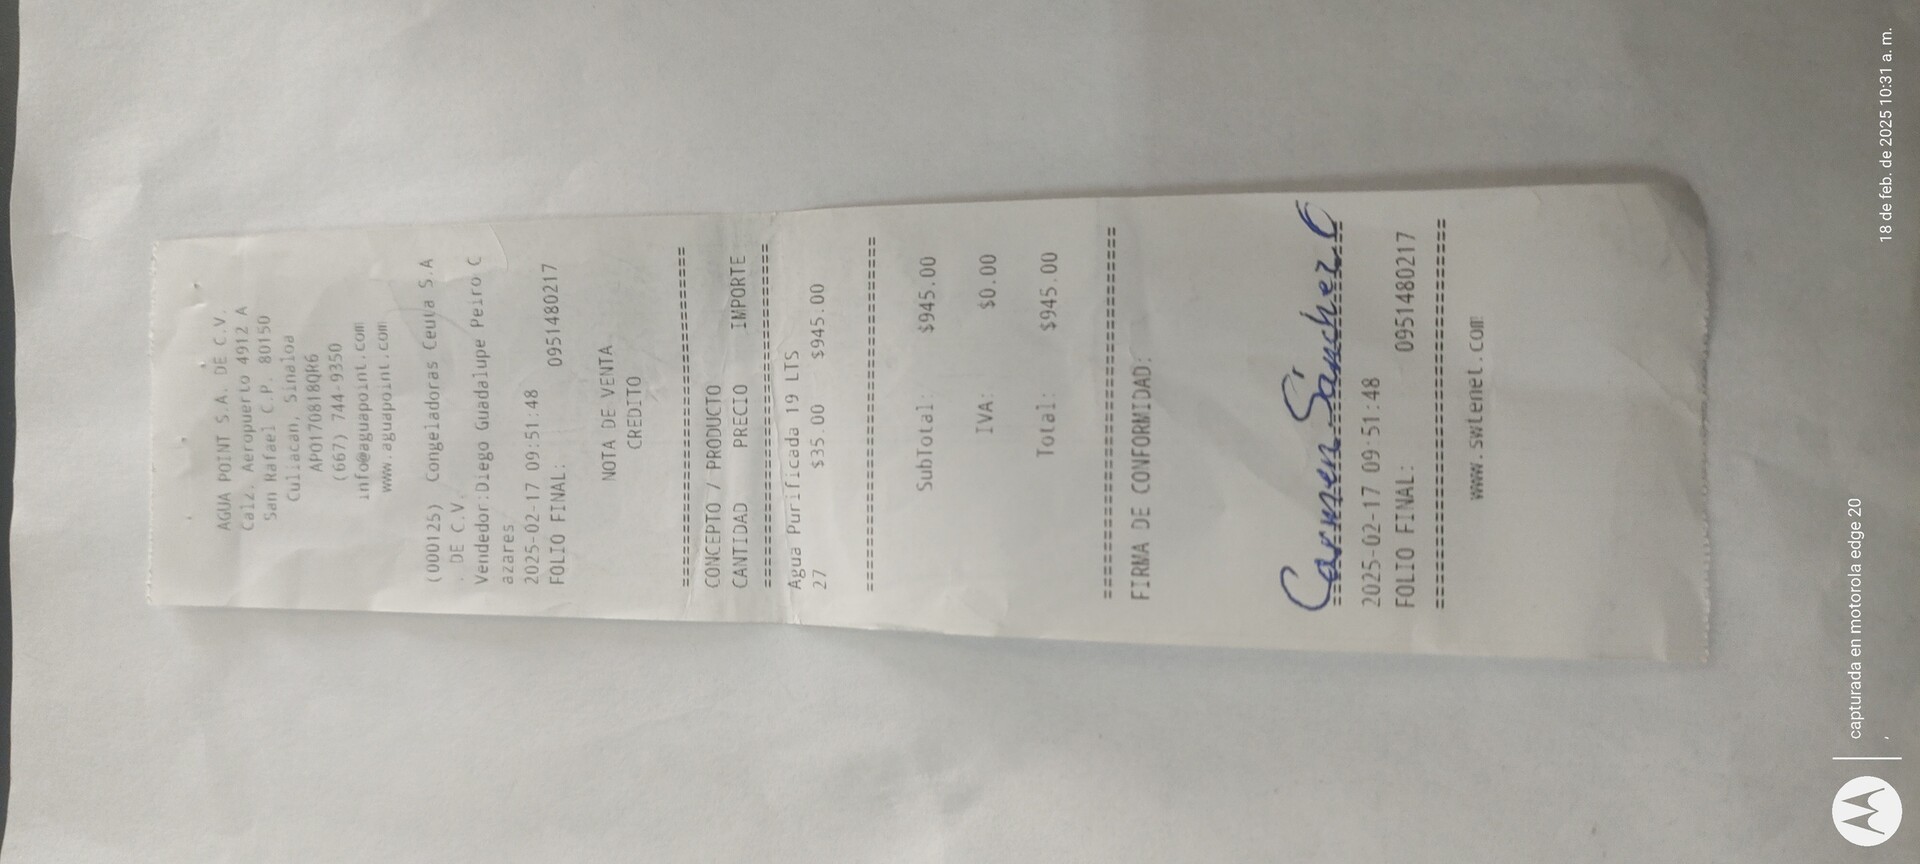 AGUA POINT S.A. DE C.V.
Calz. Aeropuerto 4912 A
San Rafael C.P. 80150
Culiacan, Sinaloa
APO170818QR6
(667) 744-9350
info@aguapoint.com
www.aguapoint.com
(000125) Congeladoras Ceuta S.A
. DE C.V.
Vendedor:Diego Guadalupe Peiro C
azares
2025-02-17 09:51:48
FOLIO FINAL: 0951480217
NOTA DE VENTA
CREDITO
================================
CONCEPTO / PRODUCTO
CANTIDAD PRECIO IMPORTE
================================
Agua Purificada 19 LTS
27 $35.00 $945.00
================================
SubTotal: $945.00
IVA: $0.00
Total: $945.00
================================
FIRMA DE CONFORMIDAD:
Carmen Sánchez C
================================
2025-02-17 09:51:48
FOLIO FINAL: 0951480217
================================
www.swtenet.com
capturada en motorola edge 20
18 de feb. de 2025 10:31 a. m.